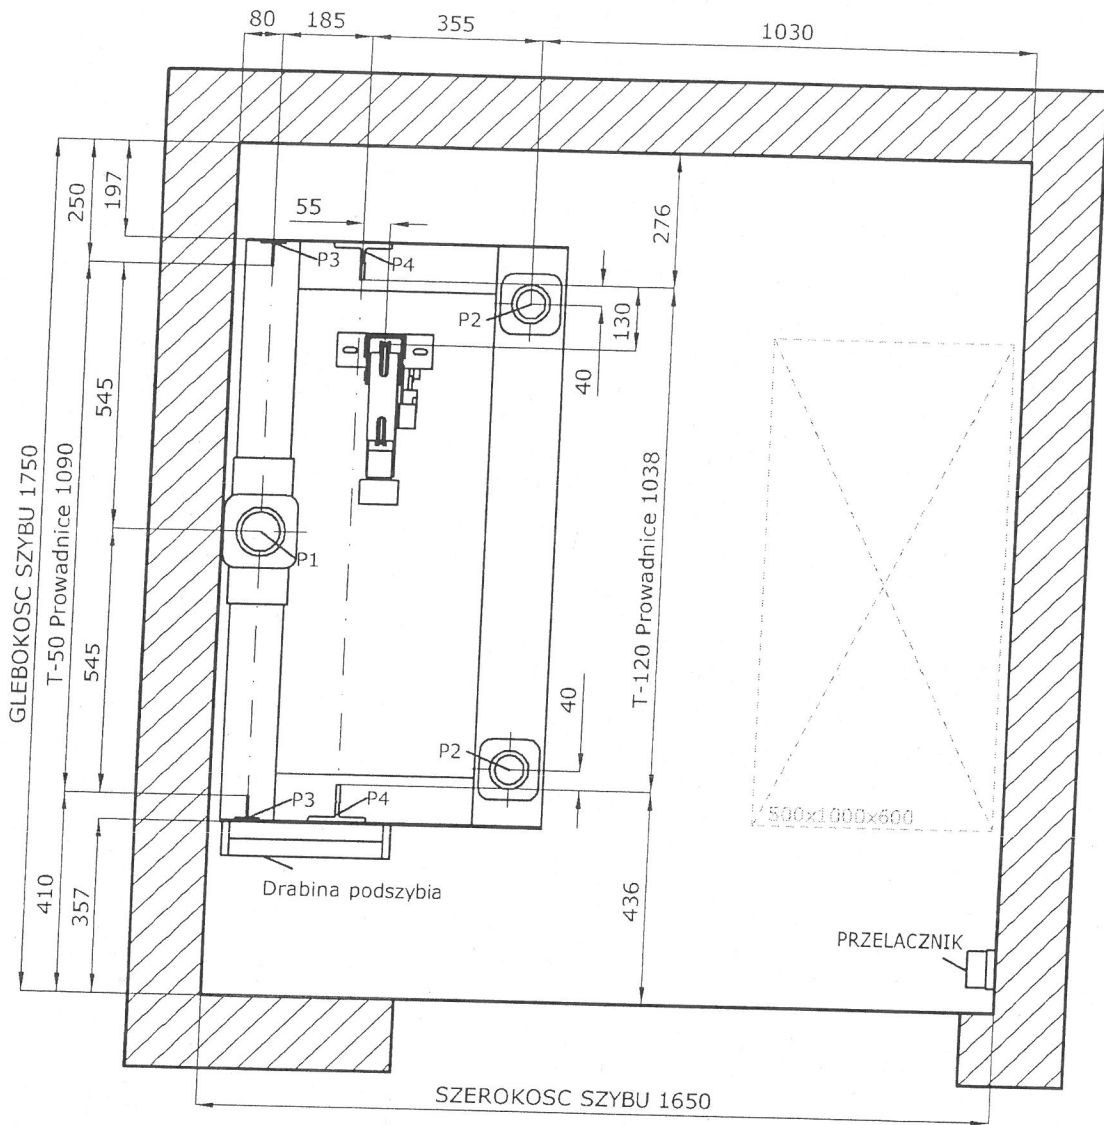 80
185
355
1030
250
197
55
276
P3
P4
P2
130
40
545
GLEBOKOSC SZYBU 1750
T-50 Prowadnice 1090
P1
T-120 Prowadnice 1038
545
40
P2
P3
P4
500x1000x600
Drabina podszybia
410
357
436
PRZELACZNIK
SZEROKOSC SZYBU 1650